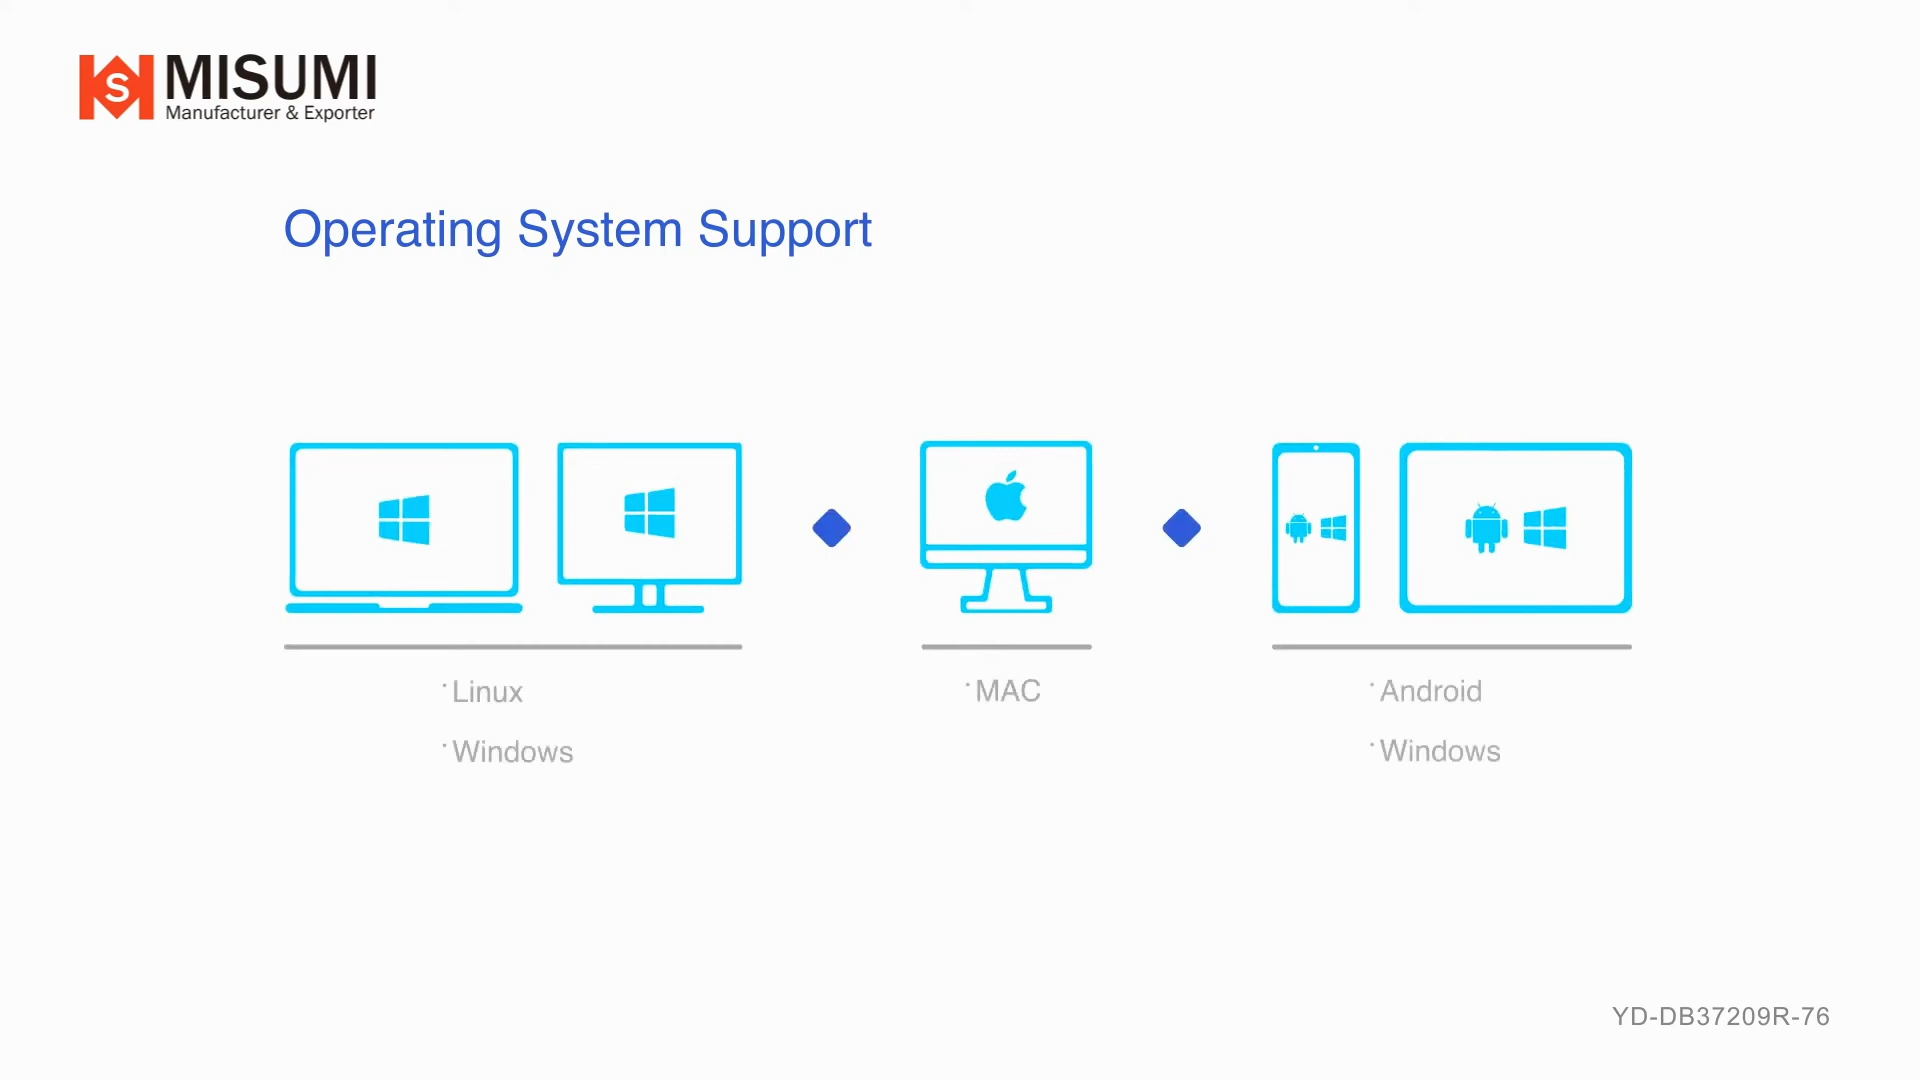 S MISUMI
Manufacturer & Exporter
Operating System Support
·Linux
·Windows
·MAC
·Android
·Windows
YD-DB37209R-76